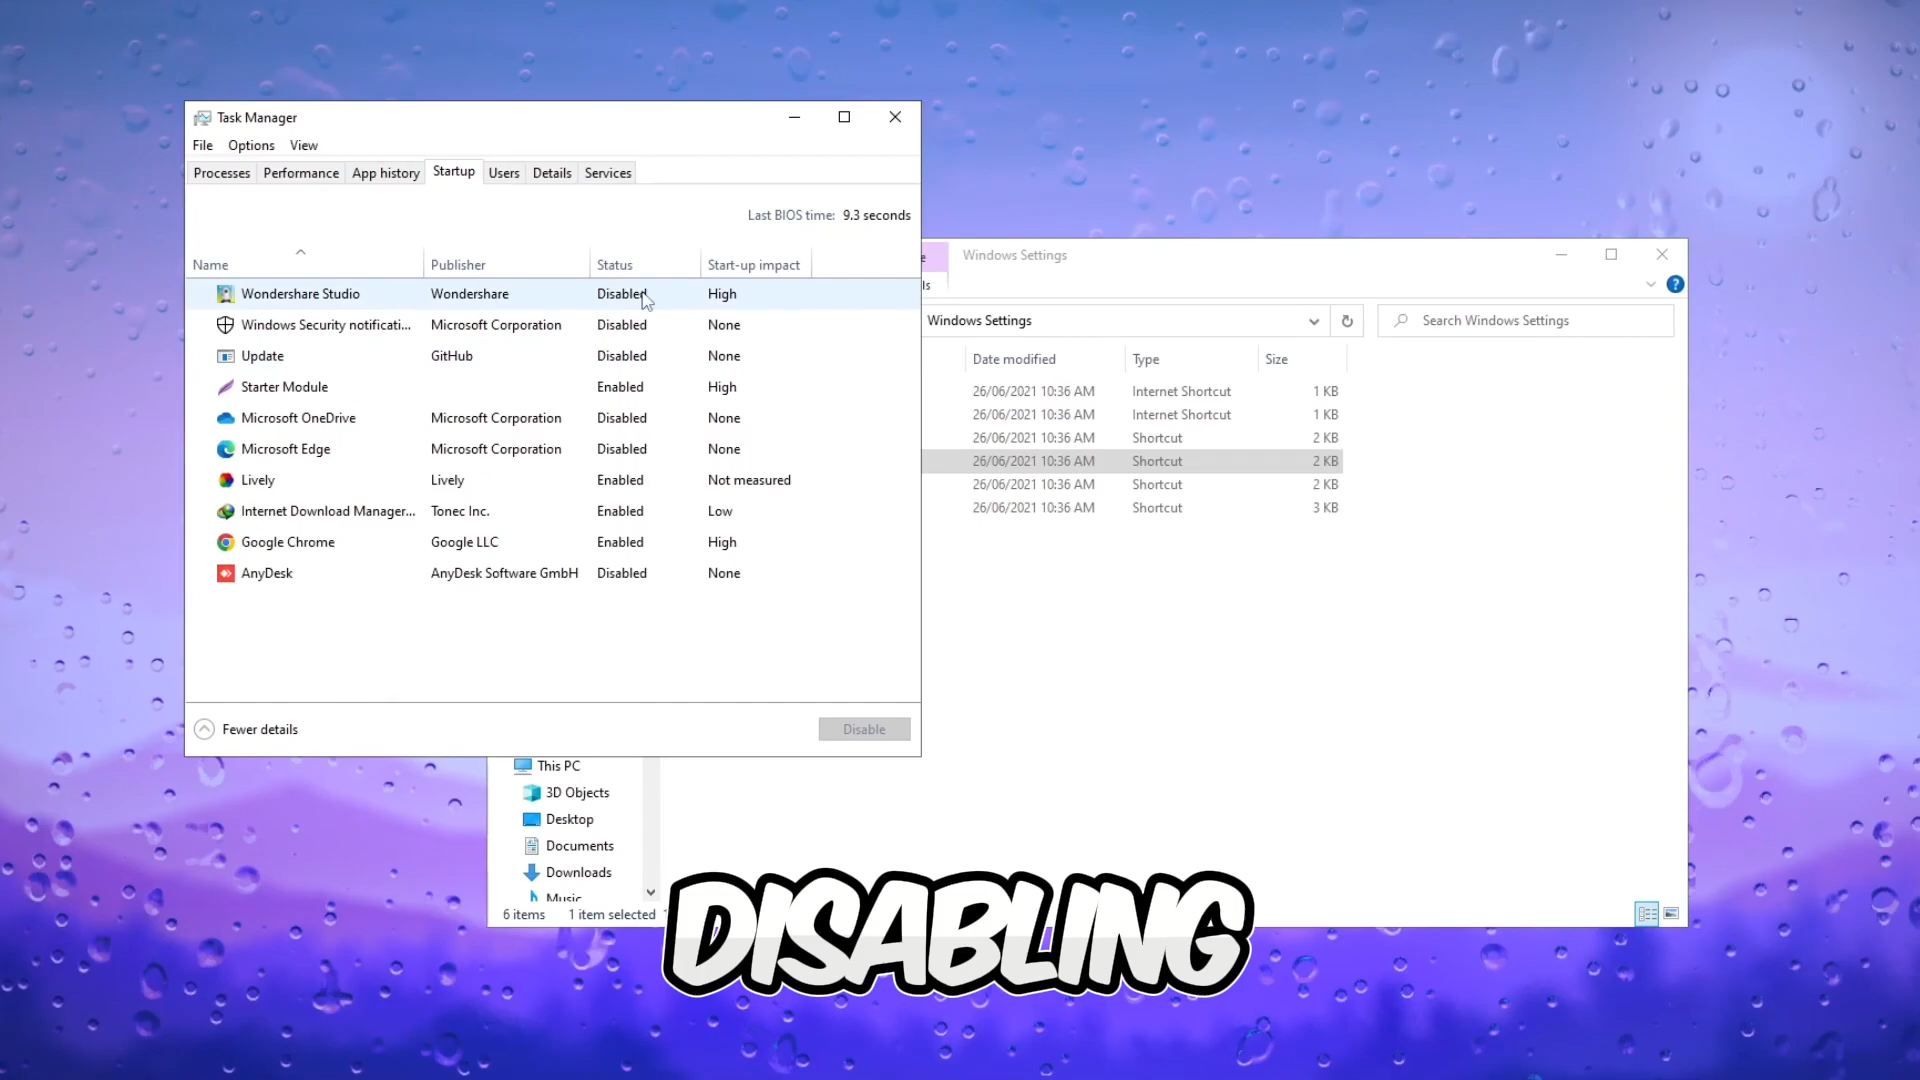 Task Manager
File Options View
Processes Performance App history Startup Users Details Services
Last BIOS time: 9.3 seconds
Name Publisher Status Start-up impact
Wondershare Studio Wondershare Disabled High
Windows Security notificati... Microsoft Corporation Disabled None
Update GitHub Disabled None
Starter Module Enabled High
Microsoft OneDrive Microsoft Corporation Disabled None
Microsoft Edge Microsoft Corporation Disabled None
Lively Lively Enabled Not measured
Internet Download Manager... Tonec Inc. Enabled Low
Google Chrome Google LLC Enabled High
AnyDesk AnyDesk Software GmbH Disabled None
Fewer details Disable
Windows Settings
Windows Settings Search Windows Settings
Date modified Type Size
26/06/2021 10:36 AM Internet Shortcut 1 KB
26/06/2021 10:36 AM Internet Shortcut 1 KB
26/06/2021 10:36 AM Shortcut 2 KB
26/06/2021 10:36 AM Shortcut 2 KB
26/06/2021 10:36 AM Shortcut 2 KB
26/06/2021 10:36 AM Shortcut 3 KB
This PC
3D Objects
Desktop
Documents
Downloads
Music
6 items 1 item selected
DISABLING